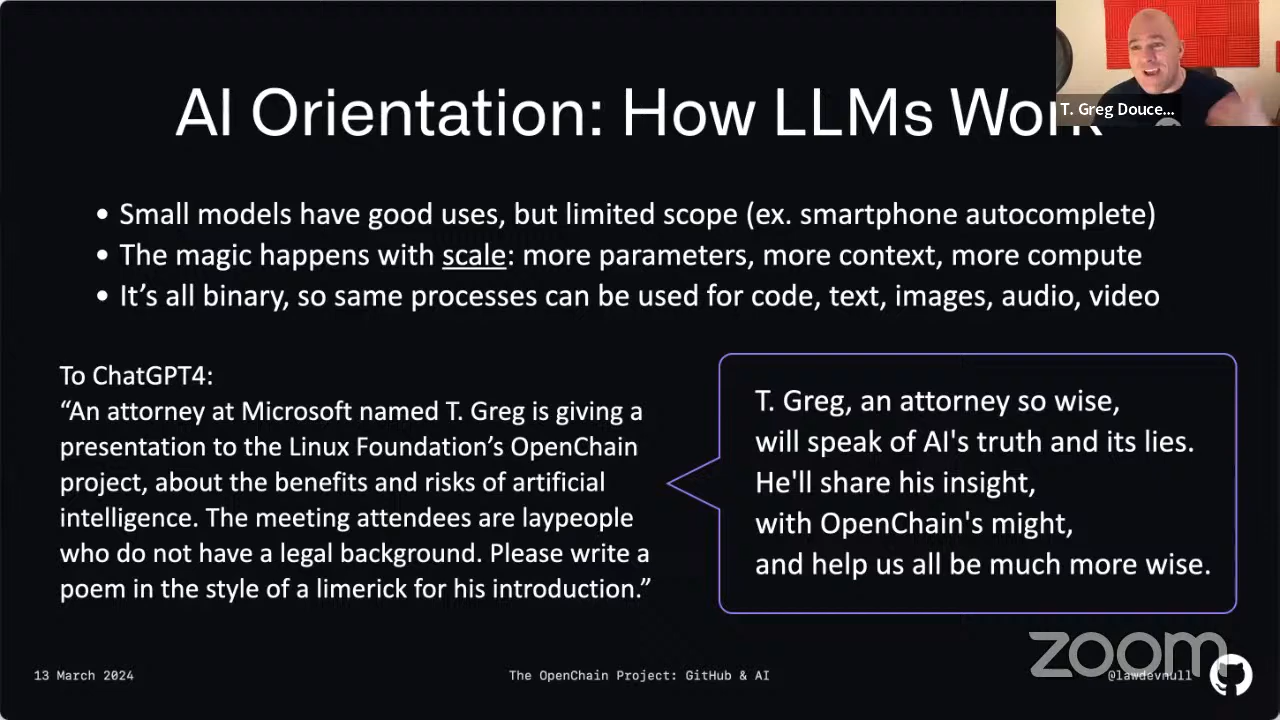 AI Orientation: How LLMs Work
T. Greg Douce...
• Small models have good uses, but limited scope (ex. smartphone autocomplete)
• The magic happens with scale: more parameters, more context, more compute
• It’s all binary, so same processes can be used for code, text, images, audio, video
To ChatGPT4:
“An attorney at Microsoft named T. Greg is giving a
presentation to the Linux Foundation’s OpenChain
project, about the benefits and risks of artificial
intelligence. The meeting attendees are laypeople
who do not have a legal background. Please write a
poem in the style of a limerick for his introduction.”
T. Greg, an attorney so wise,
will speak of AI's truth and its lies.
He'll share his insight,
with OpenChain's might,
and help us all be much more wise.
zoom
13 March 2024
The OpenChain Project: GitHub & AI
@lawdevnull